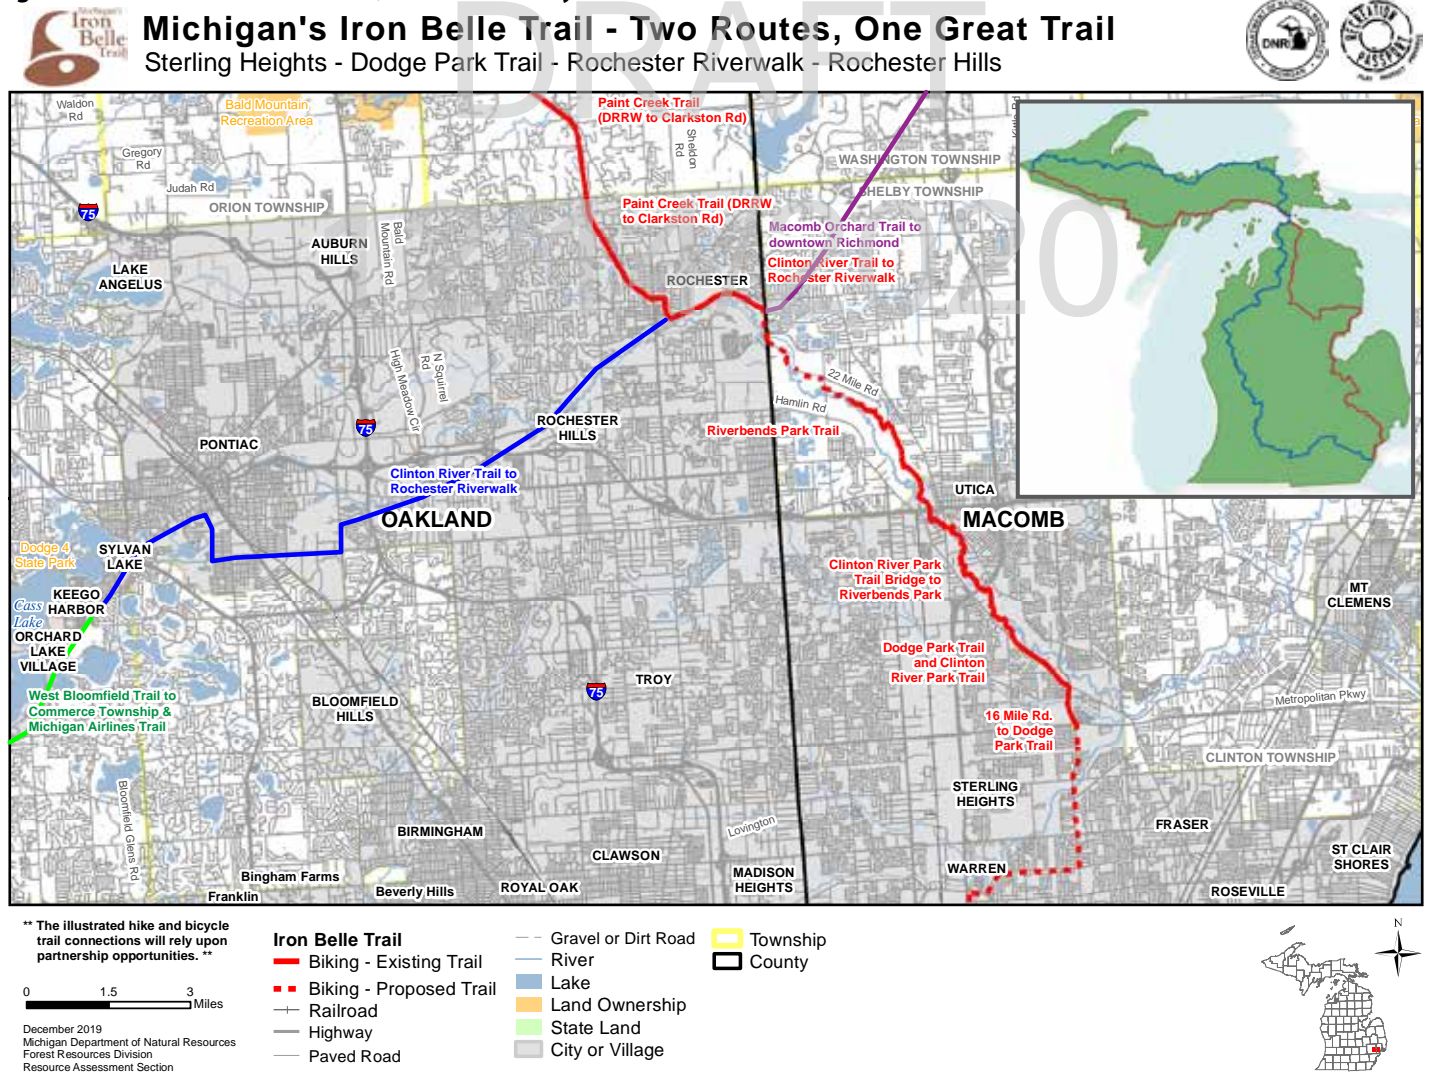 Michigan's Iron Belle Trail - Two Routes, One Great Trail
Sterling Heights - Dodge Park Trail - Rochester Riverwalk - Rochester Hills
Michigan's
Iron
Belle
Trail
DNR
MICHIGAN
RECREATION
PASSPORT
DRAFT
Waldon
Rd
Bald Mountain
Recreation Area
Paint Creek Trail
(DRRW to Clarkston Rd)
Sheldon
Rd
Gregory
Rd
Judah Rd
ORION TOWNSHIP
WASHINGTON TOWNSHIP
SHELBY TOWNSHIP
75
Paint Creek Trail (DRRW
to Clarkston Rd)
Bald
Mountain Rd
AUBURN
HILLS
Macomb Orchard Trail to
downtown Richmond
LAKE
ANGELUS
Clinton River Trail to
Rochester Riverwalk
ROCHESTER
N Squirrel
Rd
High Meadow Cir
22 Mile Rd
Hamlin Rd
ROCHESTER
HILLS
Riverbends Park Trail
75
PONTIAC
Clinton River Trail to
Rochester Riverwalk
UTICA
OAKLAND
MACOMB
Dodge 4
State Park
SYLVAN
LAKE
Clinton River Park
Trail Bridge to
Riverbends Park
KEEGO
HARBOR
MT
CLEMENS
Cass
Lake
ORCHARD
LAKE
VILLAGE
Dodge Park Trail
and Clinton
River Park Trail
TROY
75
West Bloomfield Trail to
Commerce Township &
Michigan Airlines Trail
BLOOMFIELD
HILLS
Metropolitan Pkwy
16 Mile Rd.
to Dodge
Park Trail
CLINTON TOWNSHIP
Bloomfield Glens Rd
STERLING
HEIGHTS
BIRMINGHAM
Lovington
FRASER
CLAWSON
ST CLAIR
SHORES
Bingham Farms
MADISON
HEIGHTS
WARREN
Franklin
Beverly Hills
ROYAL OAK
ROSEVILLE
** The illustrated hike and bicycle
trail connections will rely upon
partnership opportunities. **
0 1.5 3
Miles
December 2019
Michigan Department of Natural Resources
Forest Resources Division
Resource Assessment Section
Iron Belle Trail
Biking - Existing Trail
Biking - Proposed Trail
Railroad
Highway
Paved Road
Gravel or Dirt Road
River
Lake
Land Ownership
State Land
City or Village
Township
County
N